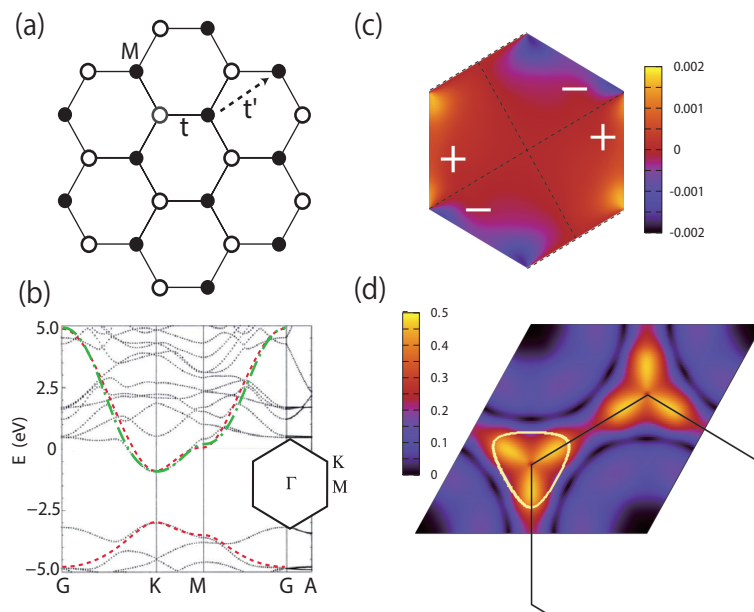 (a)
M
t
t'
(b)
E (eV)
5.0
2.5
0
−2.5
−5.0
G
K
M
G
A
Γ
K
M
(c)
−
+
+
−
0.002
0.001
0
-0.001
-0.002
(d)
0.5
0.4
0.3
0.2
0.1
0